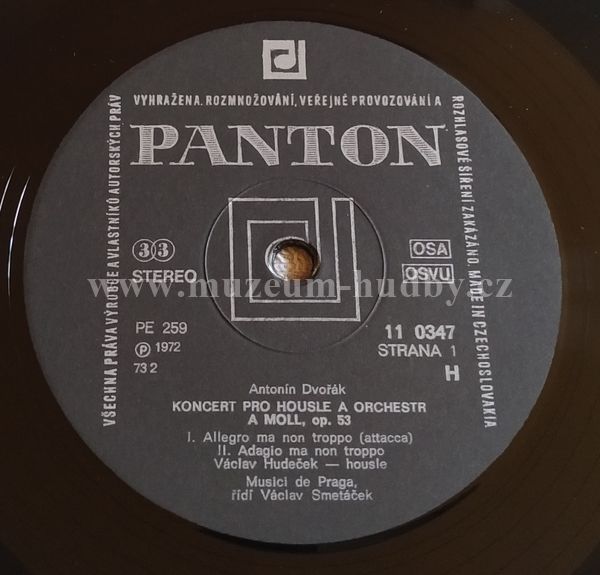 VYHRAŽENA. ROZMNOŽOVÁNÍ, VEŘEJNÉ PROVOZOVÁNÍ A
VŠECHNA PRÁVA VÝROBCE A VLASTNÍKŮ AUTORSKÝCH PRÁV
ROZHLASOVÉ ŠÍŘENÍ ZAKÁZÁNO. MADE IN CZECHOSLOVAKIA
PANTON
33
STEREO
OSA
OSVU
www.muzeum-hudby.cz
PE 259
℗ 1972
73 2
11 0347
STRANA 1
H
Antonín Dvořák
KONCERT PRO HOUSLE A ORCHESTR
A MOLL, op. 53
I. Allegro ma non troppo (attacca)
II. Adagio ma non troppo
Václav Hudeček — housle
Musici de Praga,
řídí Václav Smetáček